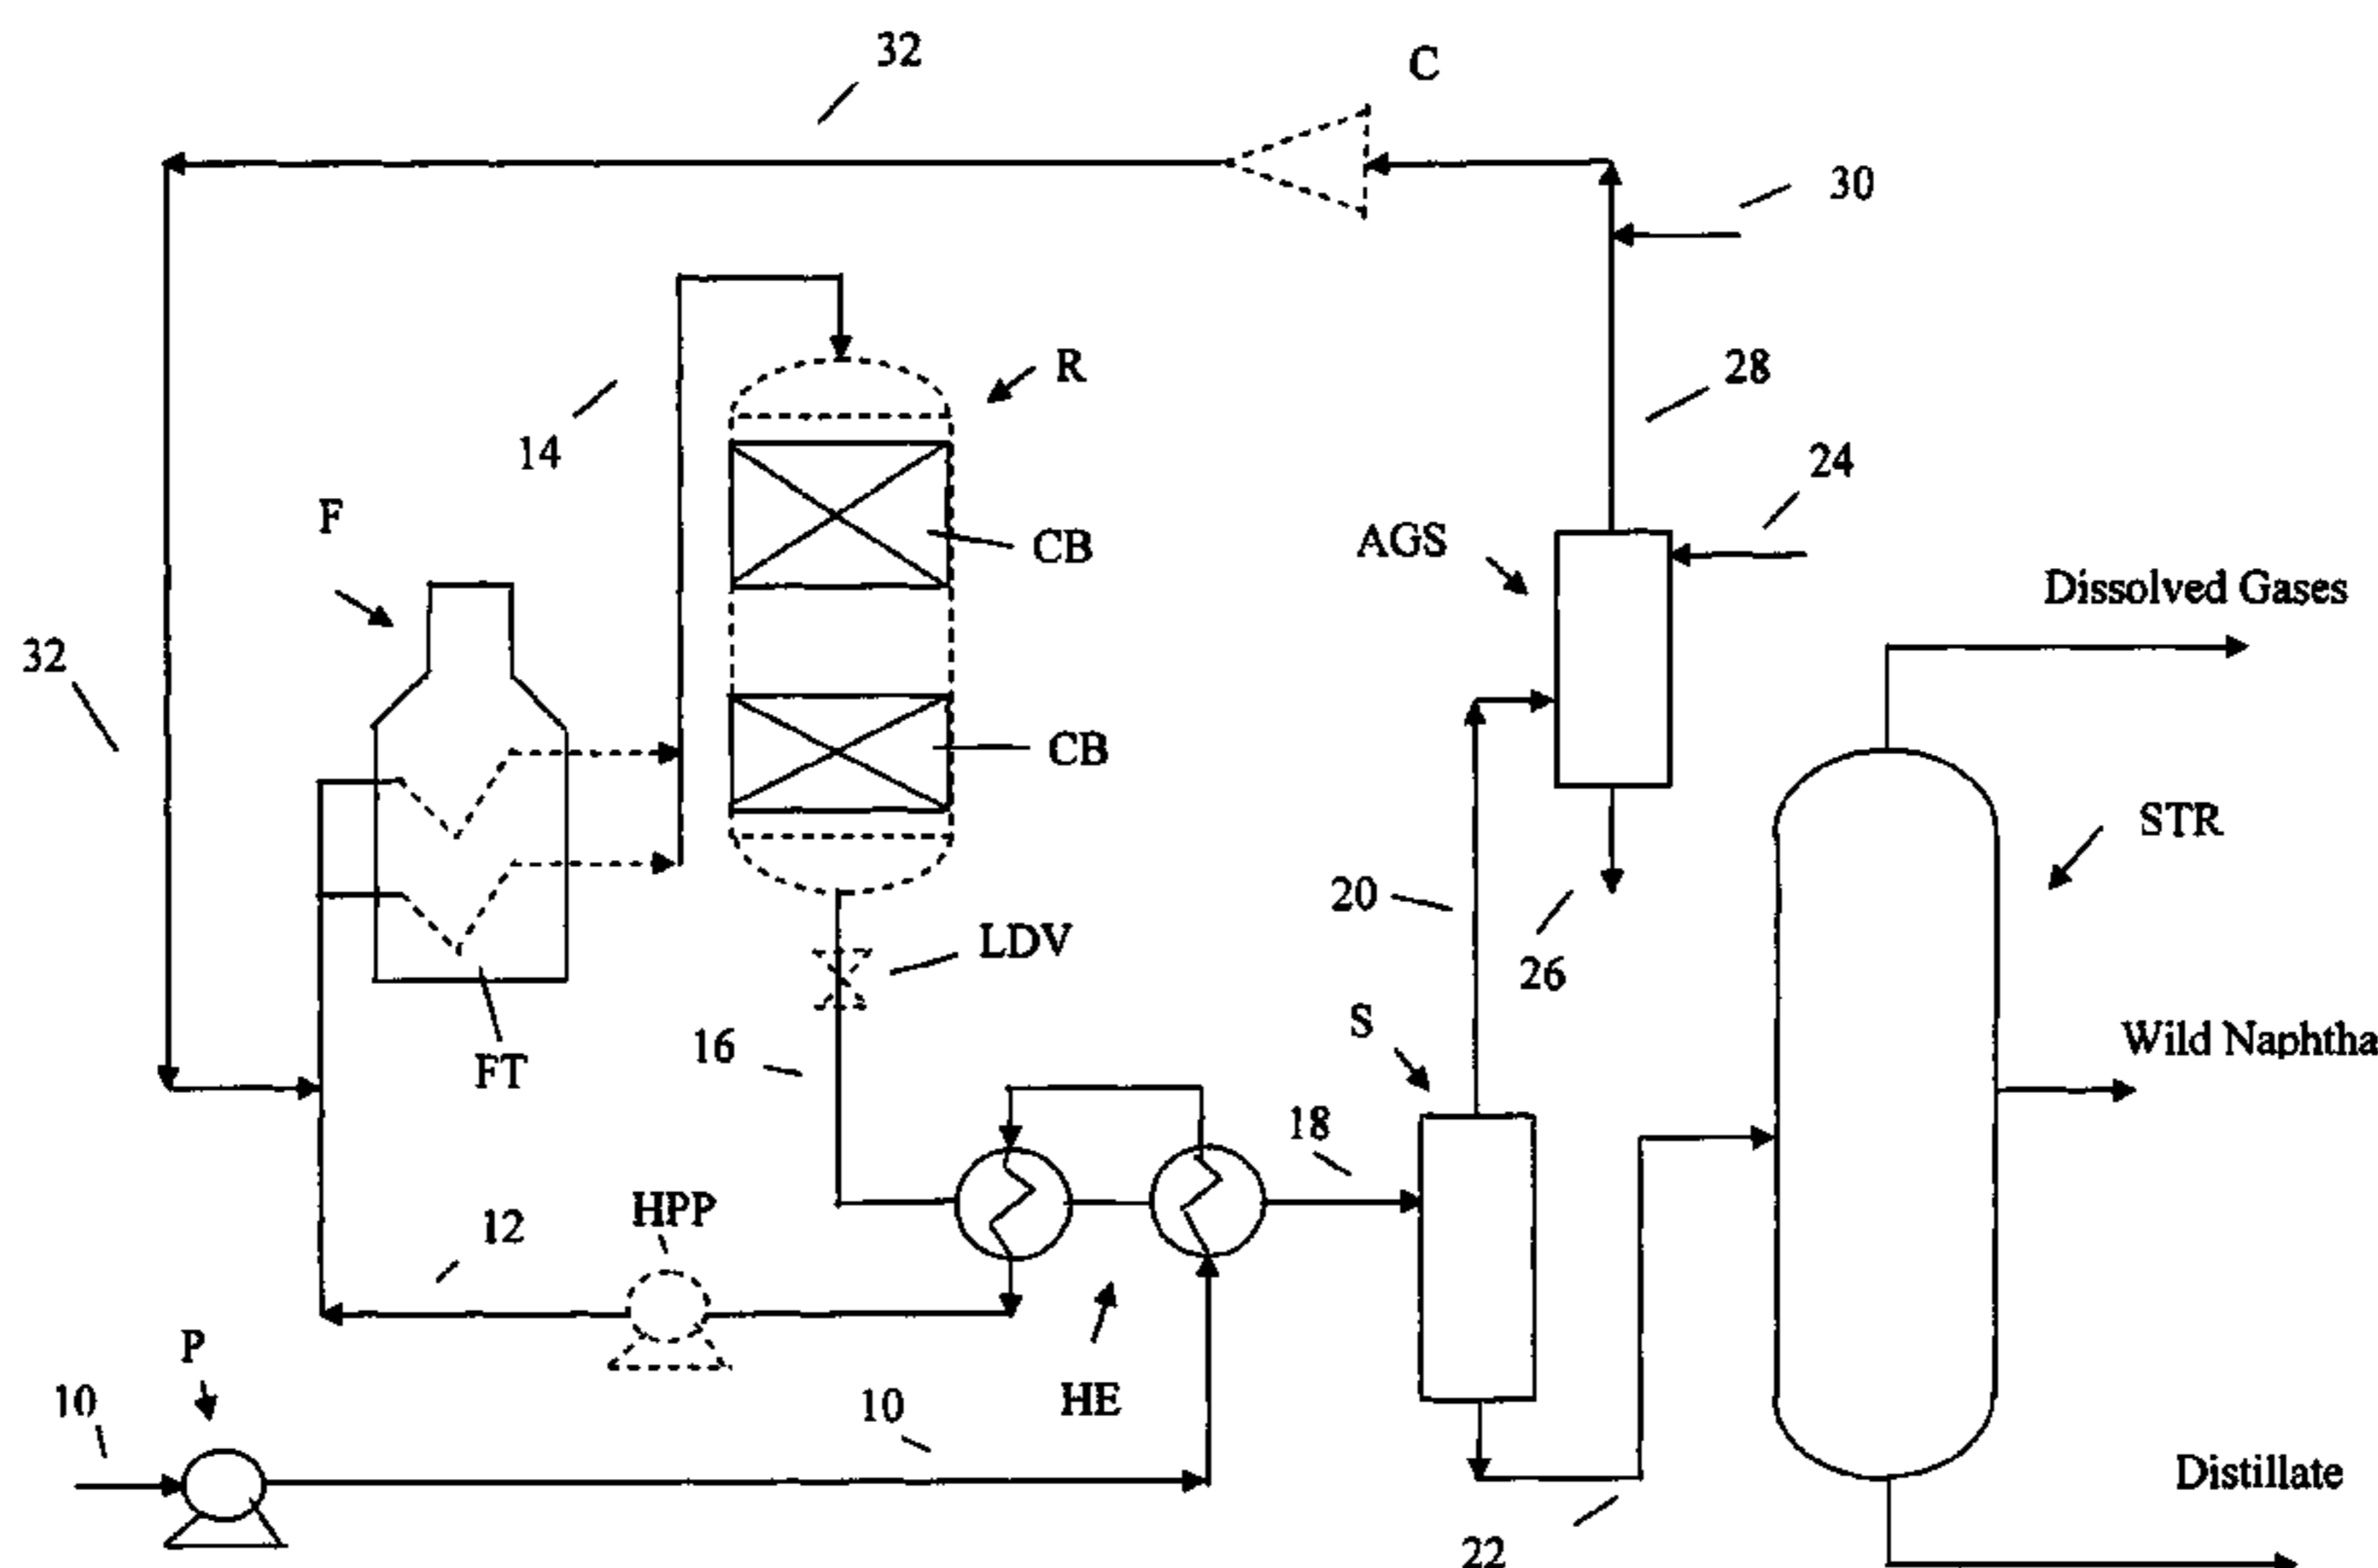 32
C
30
28
14
R
24
F
CB
AGS
Dissolved Gases
32
CB
STR
20
LDV
26
S
16
FT
Wild Naphtha
18
12
HPP
P
10
10
HE
Distillate
22